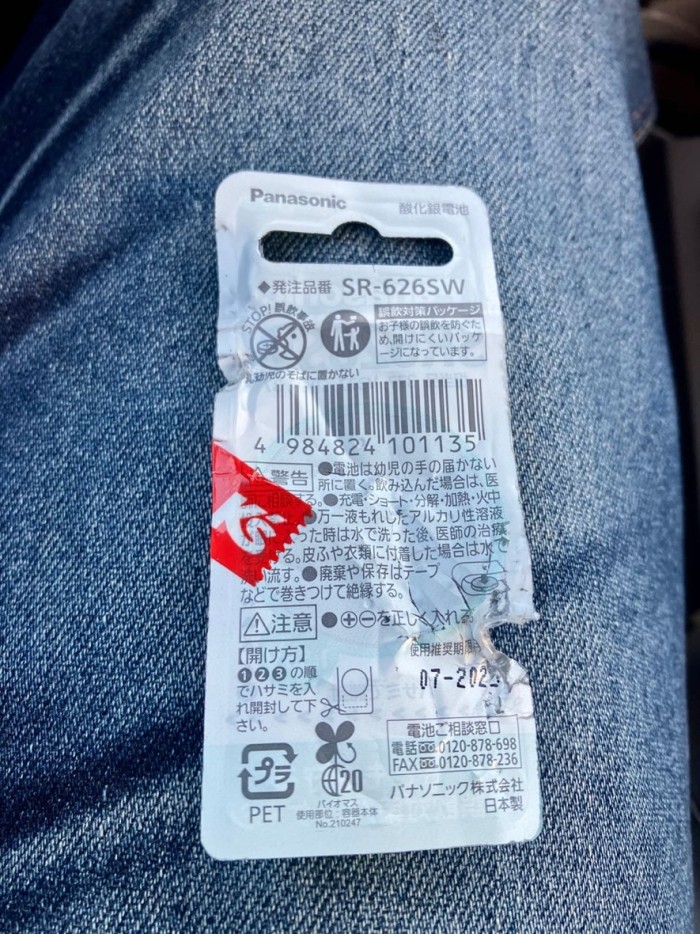 Panasonic
酸化銀電池
◆発注品番 SR-626SW
STOP! 誤飲事故
誤飲対策パッケージ
お子様の誤飲を防ぐた
め、開けにくいパッケ
ージになっています。
乳幼児のそばに置かない
4 984824 101135
警告
●電池は幼児の手の届かない
所に置く。飲み込んだ場合は、医
相談する。●充電・ショート・分解・加熱・火中
●万一液もれしたアルカリ性溶液
った時は水で洗った後、医師の治療
る。皮ふや衣類に付着した場合は水で
洗い流す。●廃棄や保存はテープ
などで巻きつけて絶縁する。
注意 ●⊕⊖を正しく入れる
使用推奨期限
07-202
【開け方】
❶❷❸の順
でハサミを入
れ開封して下
さい。
電池ご相談窓口
電話 0120-878-698
FAX 0120-878-236
プラ
PET
20
バイオマス
使用部位:容器本体
No.210247
パナソニック株式会社
日本製